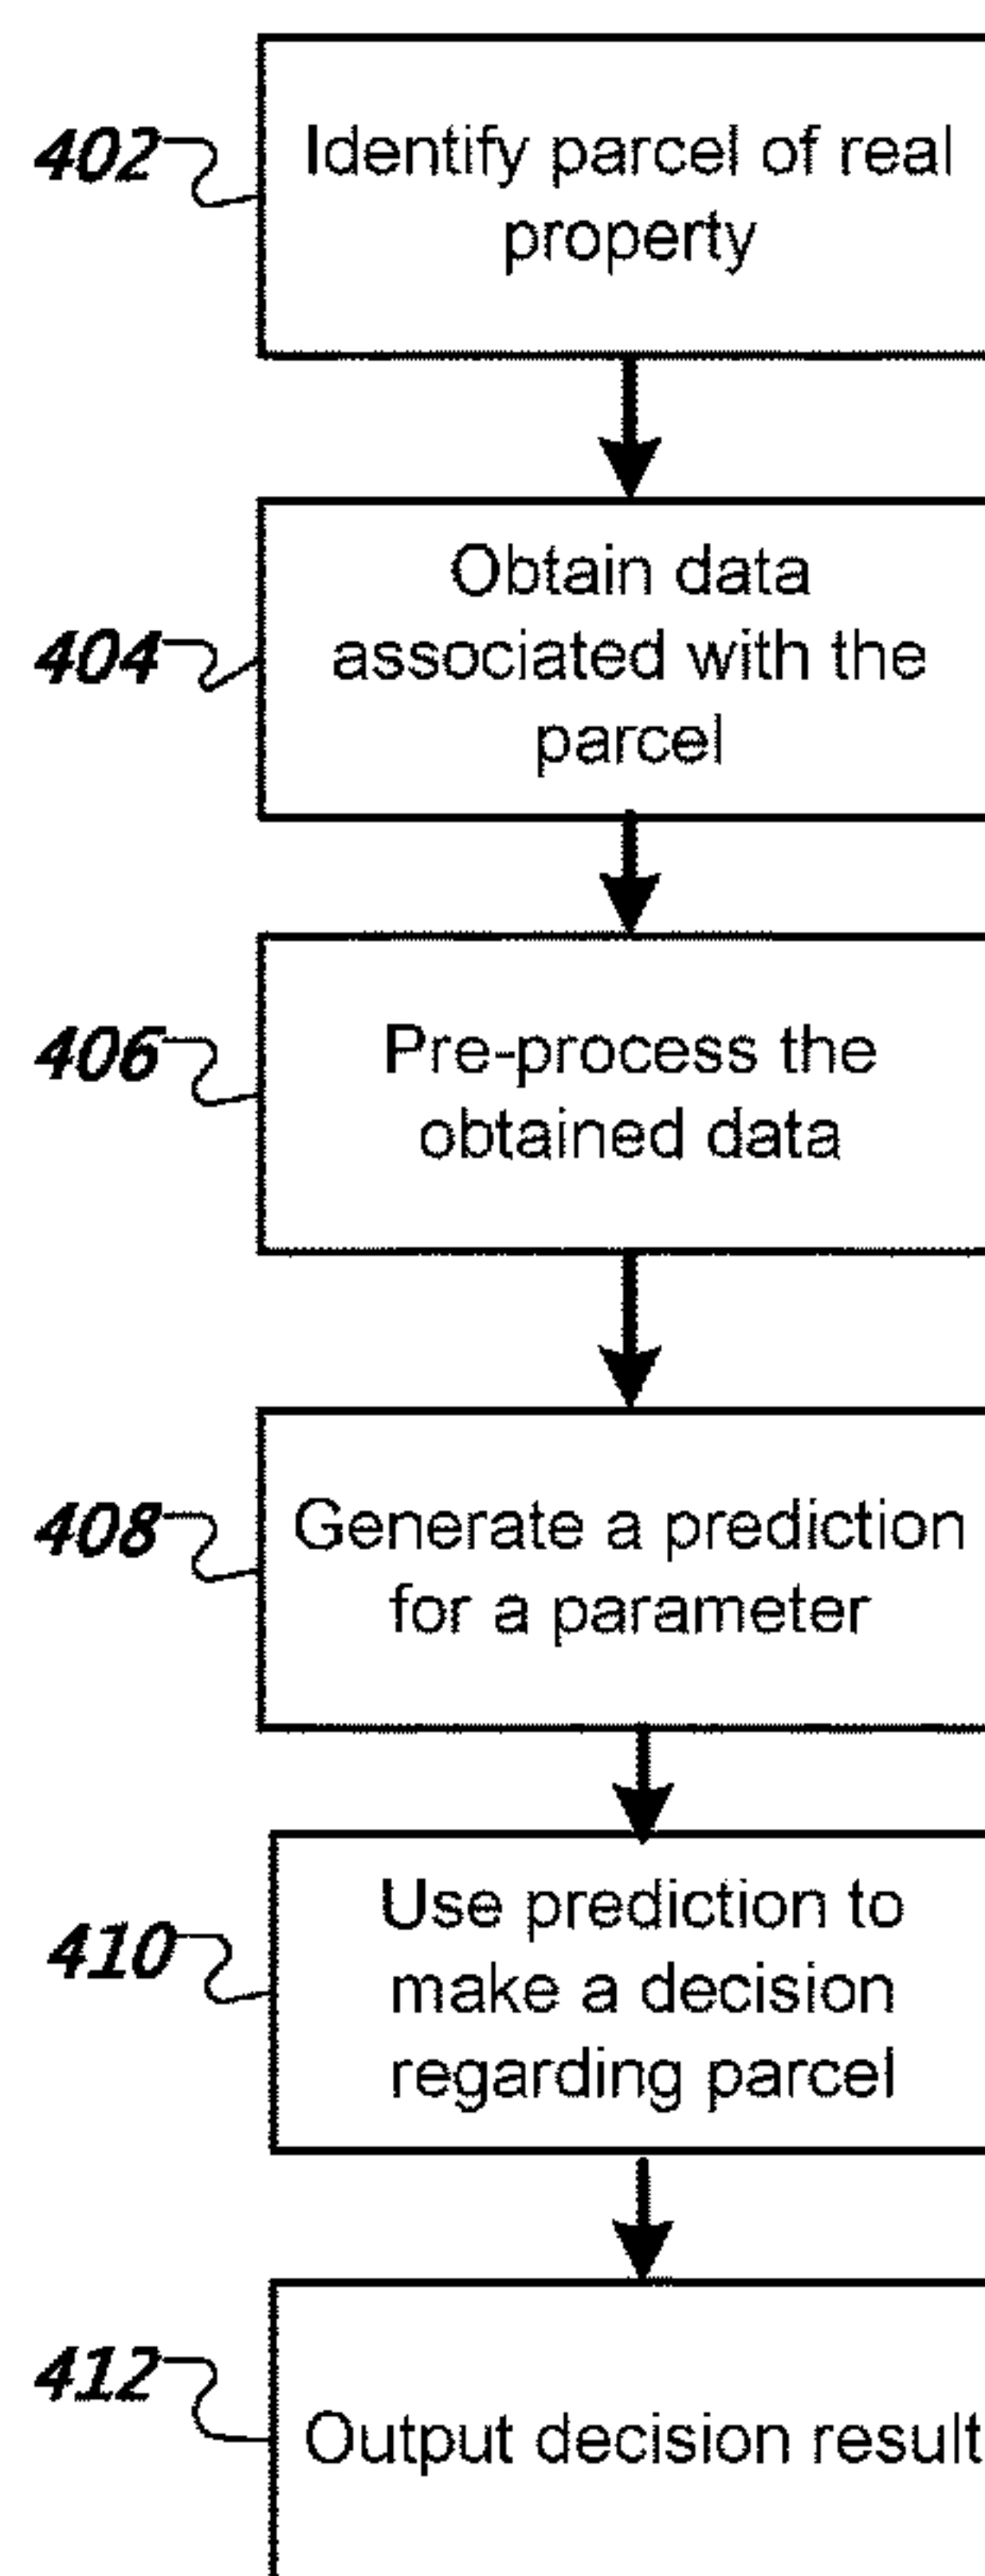 402
Identify parcel of real
property
404
Obtain data
associated with the
parcel
406
Pre-process the
obtained data
408
Generate a prediction
for a parameter
410
Use prediction to
make a decision
regarding parcel
412
Output decision result